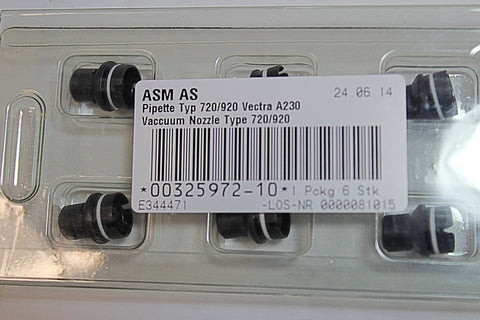 ASM AS 24.06.14
Pipette Typ 720/920 Vectra A230
Vaccuum Nozzle Type 720/920
*00325972-10* 1 Pckg 6 Stk
E344471 -LOS-NR 0000081015